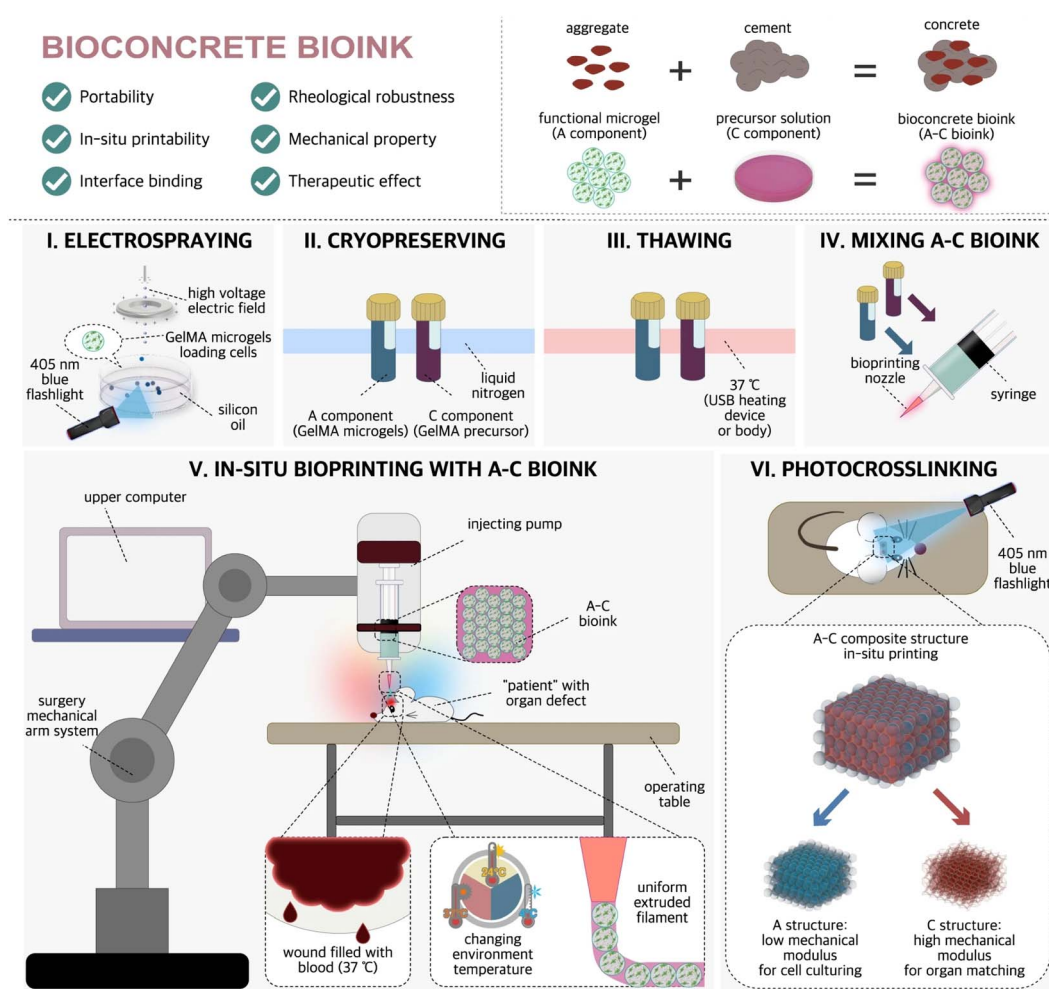 BIOCONCRETE BIOINK
Portability
Rheological robustness
In-situ printability
Mechanical property
Interface binding
Therapeutic effect
aggregate
cement
concrete
+
=
functional microgel
(A component)
precursor solution
(C component)
bioconcrete bioink
(A-C bioink)
+
=
I. ELECTROSPRAYING
high voltage
electric field
GelMA microgels
loading cells
405 nm
blue
flashlight
silicon
oil
II. CRYOPRESERVING
liquid
nitrogen
A component
(GelMA microgels)
C component
(GelMA precursor)
III. THAWING
37 ℃
(USB heating
device
or body)
IV. MIXING A-C BIOINK
bioprinting
nozzle
syringe
V. IN-SITU BIOPRINTING WITH A-C BIOINK
upper computer
injecting pump
A-C
bioink
"patient" with
organ defect
surgery
mechanical
arm system
operating
table
wound filled with
blood (37 ℃)
24℃
37℃
4℃
changing
environment
temperature
uniform
extruded
filament
VI. PHOTOCROSSLINKING
405 nm
blue
flashlight
A-C composite structure
in-situ printing
A structure:
low mechanical
modulus
for cell culturing
C structure:
high mechanical
modulus
for organ matching